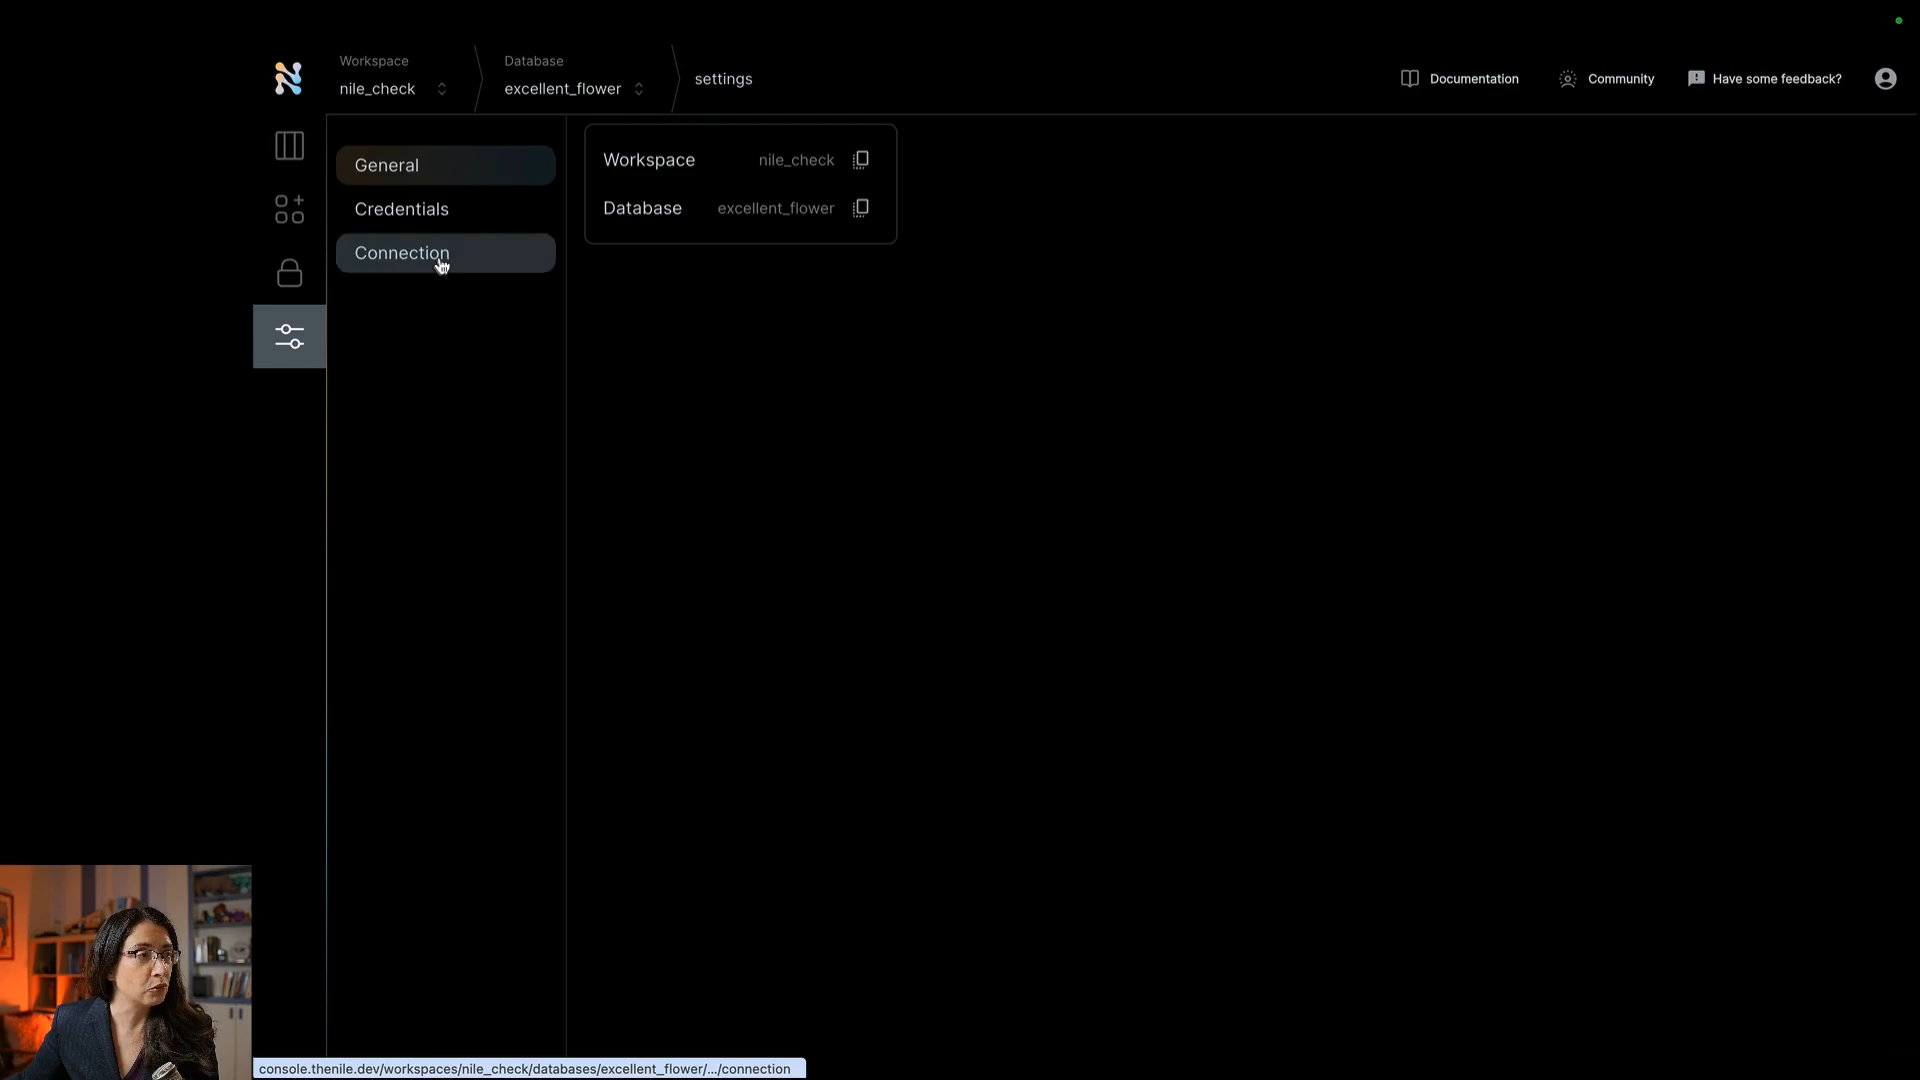 Workspace
nile_check
Database
excellent_flower
settings
Documentation
Community
Have some feedback?
General
Credentials
Connection
Workspace nile_check
Database excellent_flower
console.thenile.dev/workspaces/nile_check/databases/excellent_flower/.../connection